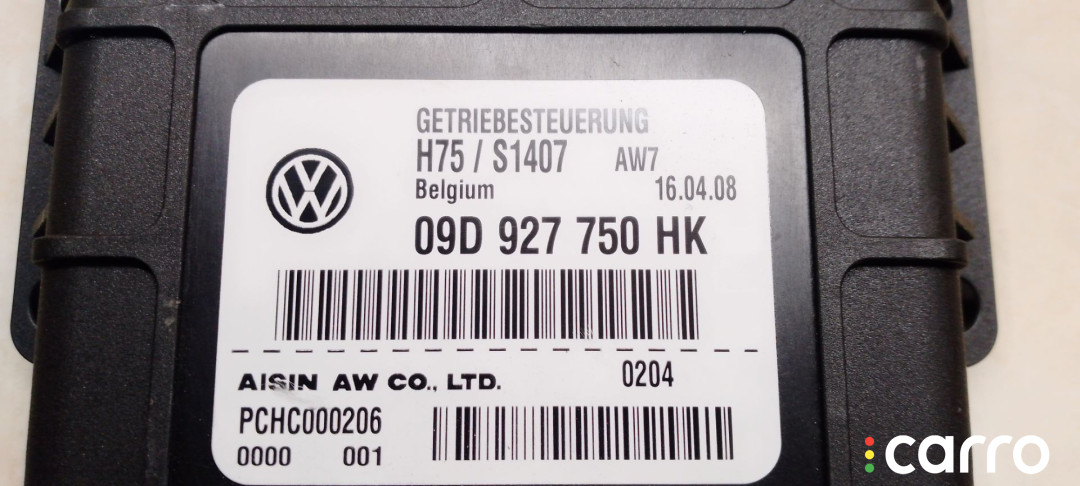 GETRIEBESTEUERUNG
H75 / S1407 AW7
Belgium 16.04.08
09D 927 750 HK
AISIN AW CO., LTD. 0204
PCHC000206
0000 001
carro